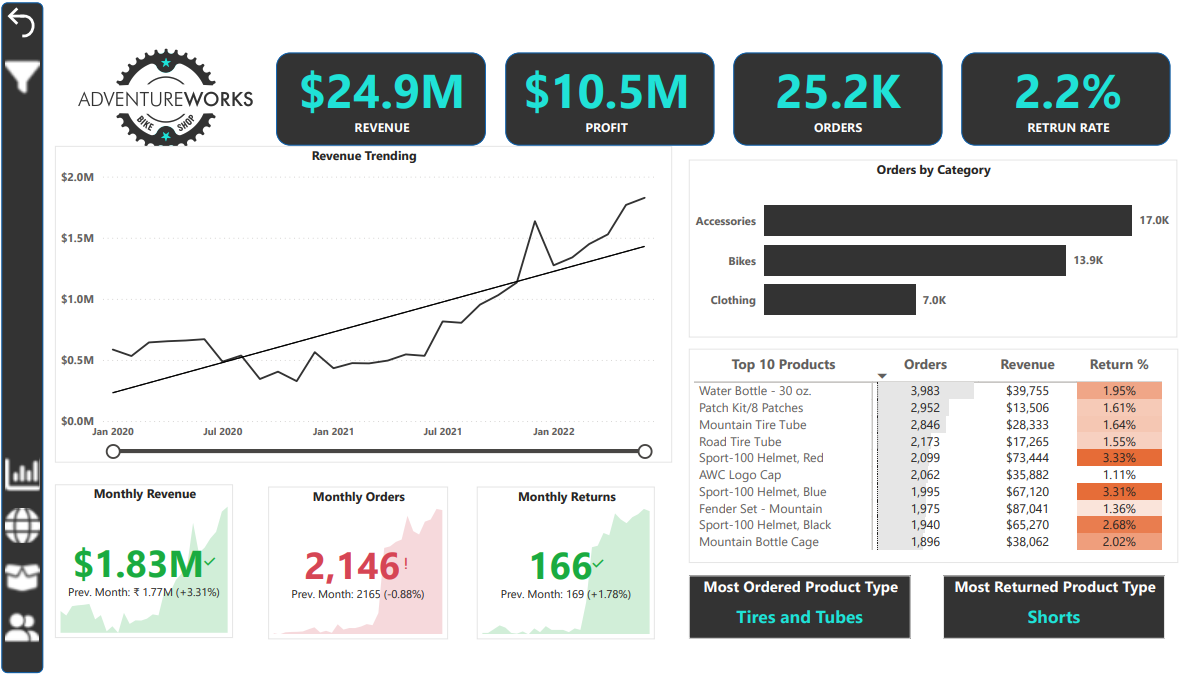 ADVENTUREWORKS
BIKE SHOP
$24.9M
REVENUE
$10.5M
PROFIT
25.2K
ORDERS
2.2%
RETRUN RATE
Revenue Trending
$2.0M
$1.5M
$1.0M
$0.5M
$0.0M
Jan 2020 Jul 2020 Jan 2021 Jul 2021 Jan 2022
Orders by Category
Accessories 17.0K
Bikes 13.9K
Clothing 7.0K
Top 10 Products Orders Revenue Return %
Water Bottle - 30 oz. 3,983 $39,755 1.95%
Patch Kit/8 Patches 2,952 $13,506 1.61%
Mountain Tire Tube 2,846 $28,333 1.64%
Road Tire Tube 2,173 $17,265 1.55%
Sport-100 Helmet, Red 2,099 $73,444 3.33%
AWC Logo Cap 2,062 $35,882 1.11%
Sport-100 Helmet, Blue 1,995 $67,120 3.31%
Fender Set - Mountain 1,975 $87,041 1.36%
Sport-100 Helmet, Black 1,940 $65,270 2.68%
Mountain Bottle Cage 1,896 $38,062 2.02%
Monthly Revenue
$1.83M
Prev. Month: ₹ 1.77M (+3.31%)
Monthly Orders
2,146!
Prev. Month: 2165 (-0.88%)
Monthly Returns
166
Prev. Month: 169 (+1.78%)
Most Ordered Product Type
Tires and Tubes
Most Returned Product Type
Shorts